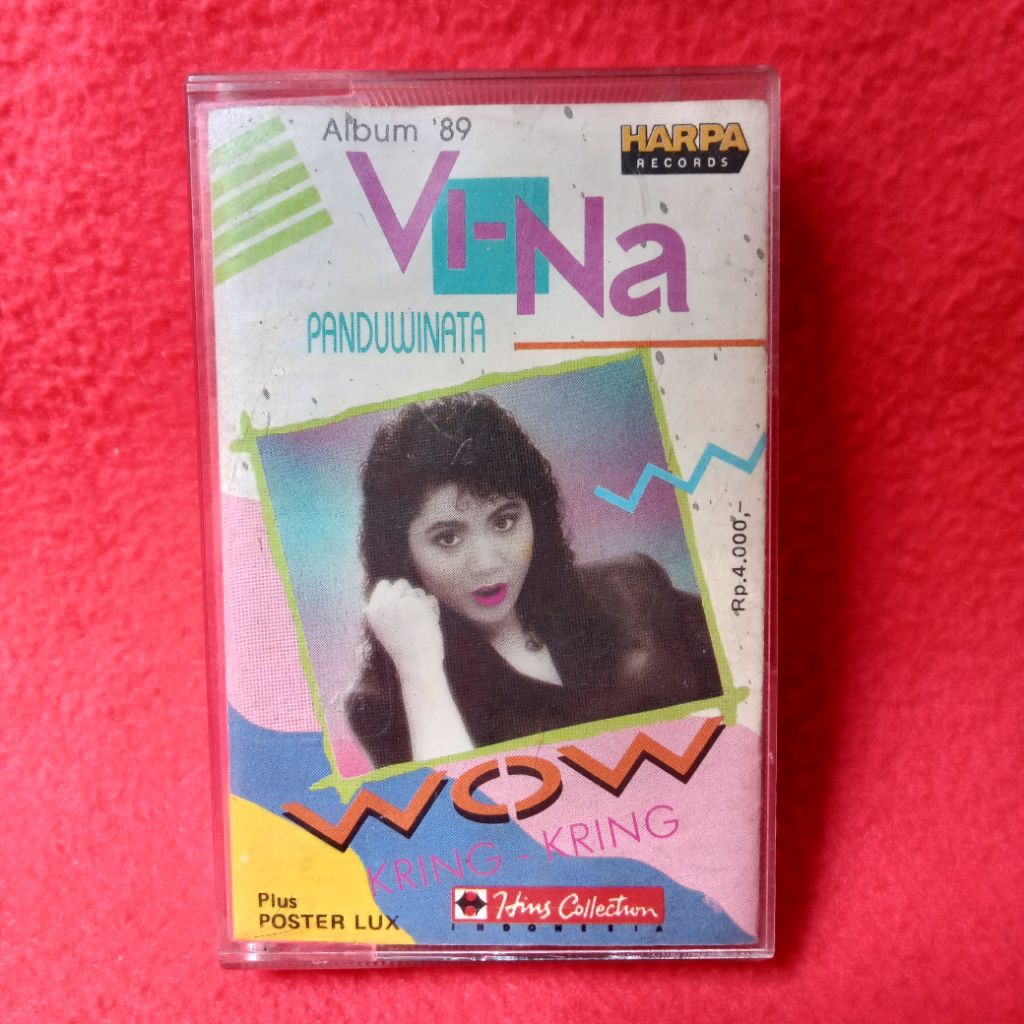 Album '89
HARPA
RECORDS
VI-Na
PANDUWINATA
Rp.4.000,-
WOW
KRING - KRING
Plus
POSTER LUX
Hins Collection
INDONESIA